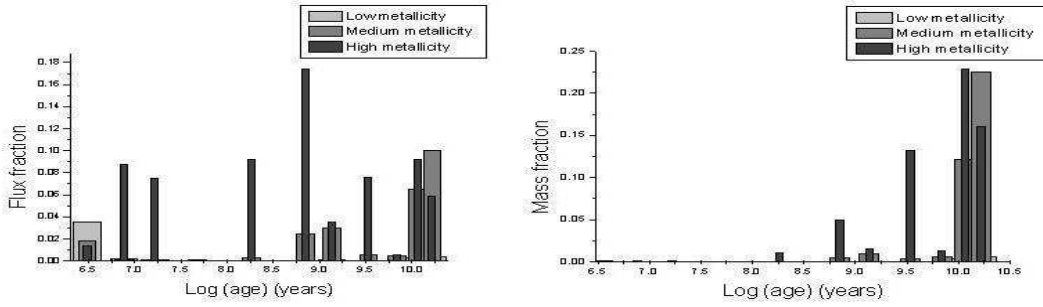 Low metallicity
Medium metallicity
High metallicity
0.18
0.16
0.14
0.12
0.10
0.08
0.06
0.04
0.02
0.00
Flux fraction
6.5 7.0 7.5 8.0 8.5 9.0 9.5 10.0
Log (age) (years)
Low metallicity
Medium metallicity
High metallicity
0.25
0.20
0.15
0.10
0.05
0.00
Mass fraction
6.5 7.0 7.5 8.0 8.5 9.0 9.5 10.0 10.5
Log (age) (years)